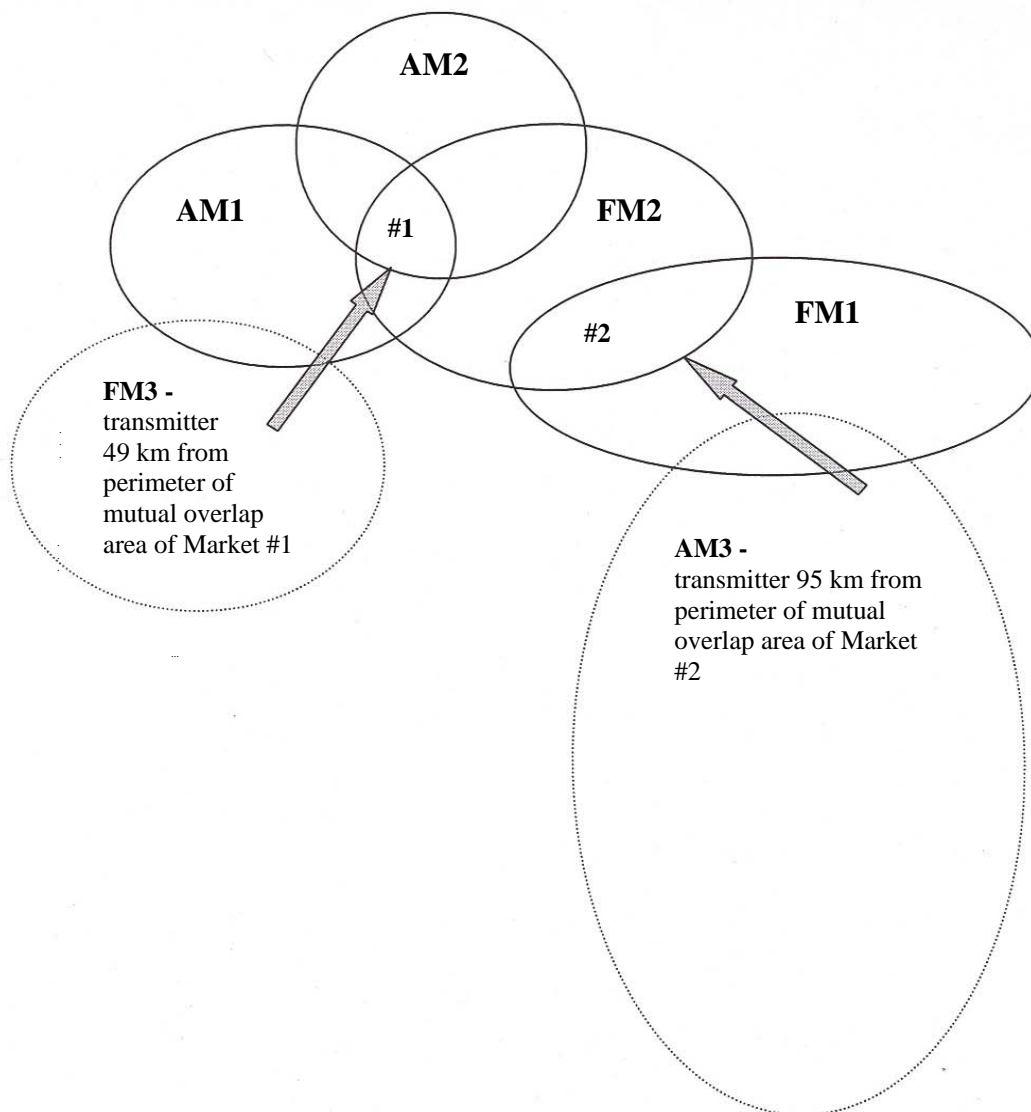 AM2
AM1
#1
FM2
#2
FM1
FM3 -
transmitter
49 km from
perimeter of
mutual overlap
area of Market #1
AM3 -
transmitter 95 km from
perimeter of mutual
overlap area of Market
#2